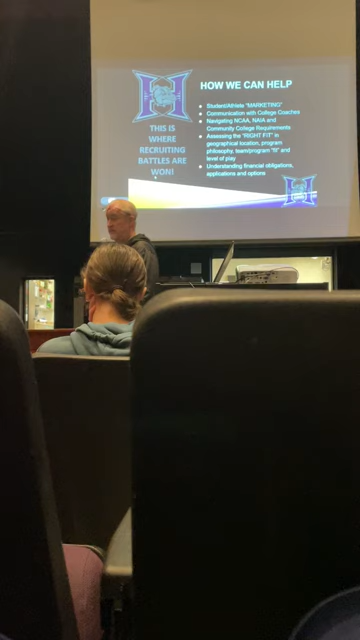 HOW WE CAN HELP
THIS IS
WHERE
RECRUITING
BATTLES ARE
WON!
Student/Athlete "MARKETING"
Communication with College Coaches
Navigating NCAA, NAIA and
Community College Requirements
Assessing the "RIGHT FIT" in
geographical location, program
philosophy, team/program "fit" and
level of play
Understanding financial obligations,
applications and options